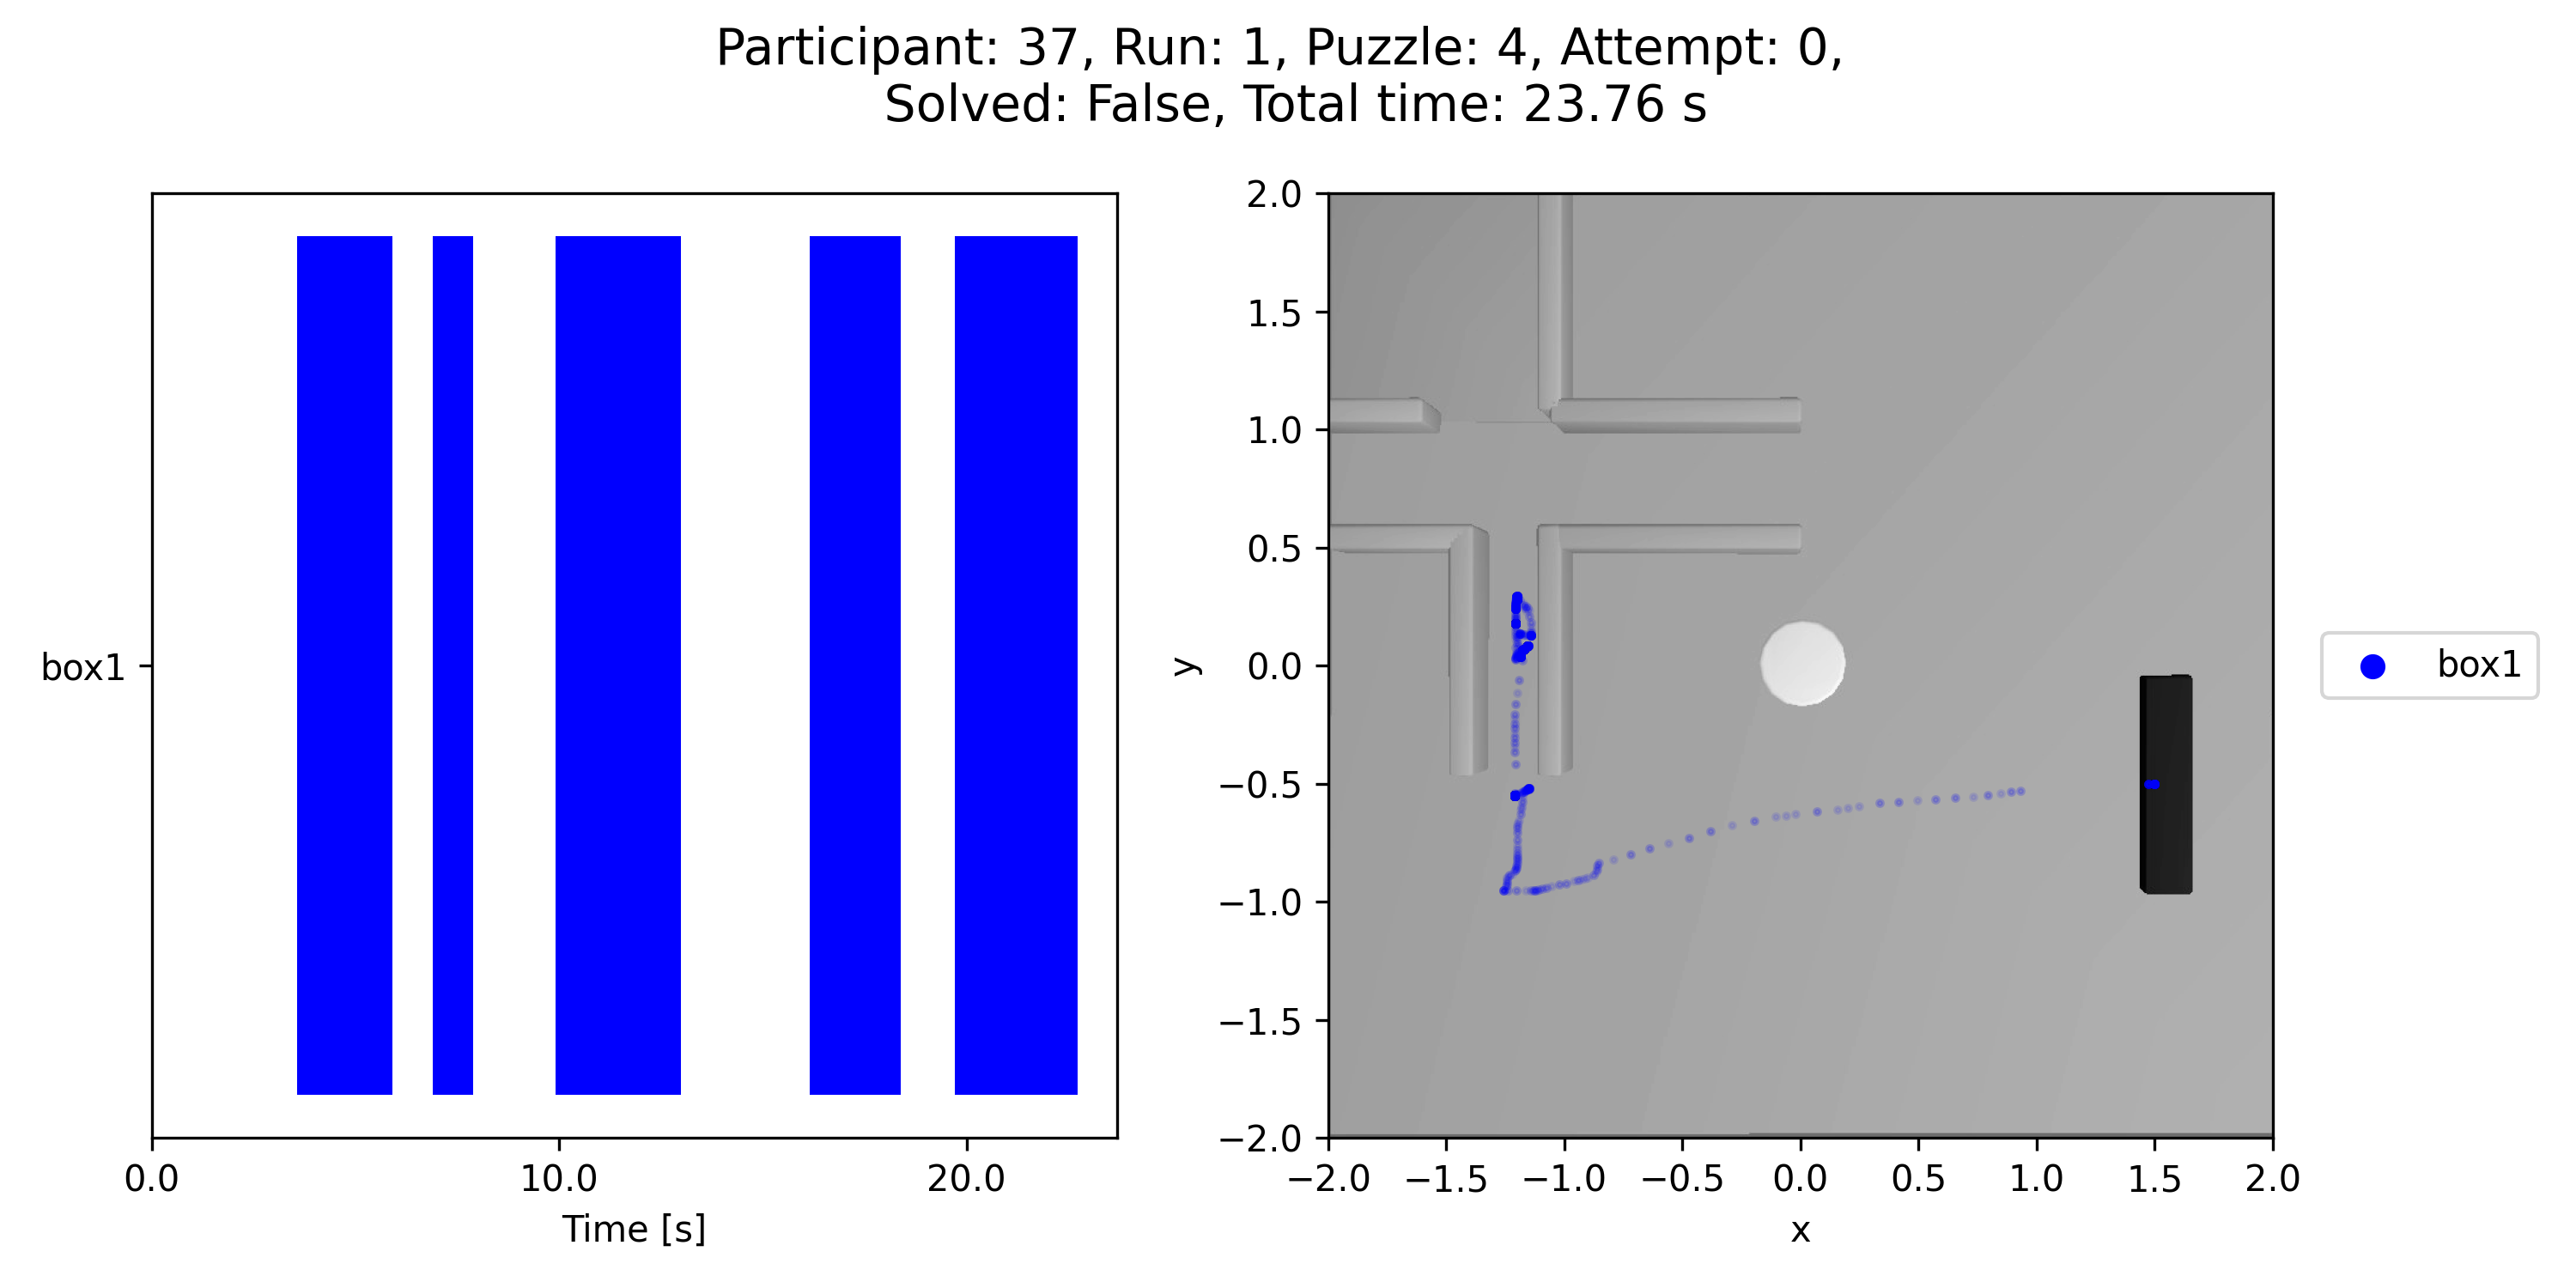 Participant: 37, Run: 1, Puzzle: 4, Attempt: 0,
Solved: False, Total time: 23.76 s
box1
0.0 10.0 20.0
Time [s]
2.0
1.5
1.0
0.5
0.0
−0.5
−1.0
−1.5
−2.0
y
−2.0 −1.5 −1.0 −0.5 0.0 0.5 1.0 1.5 2.0
x
box1